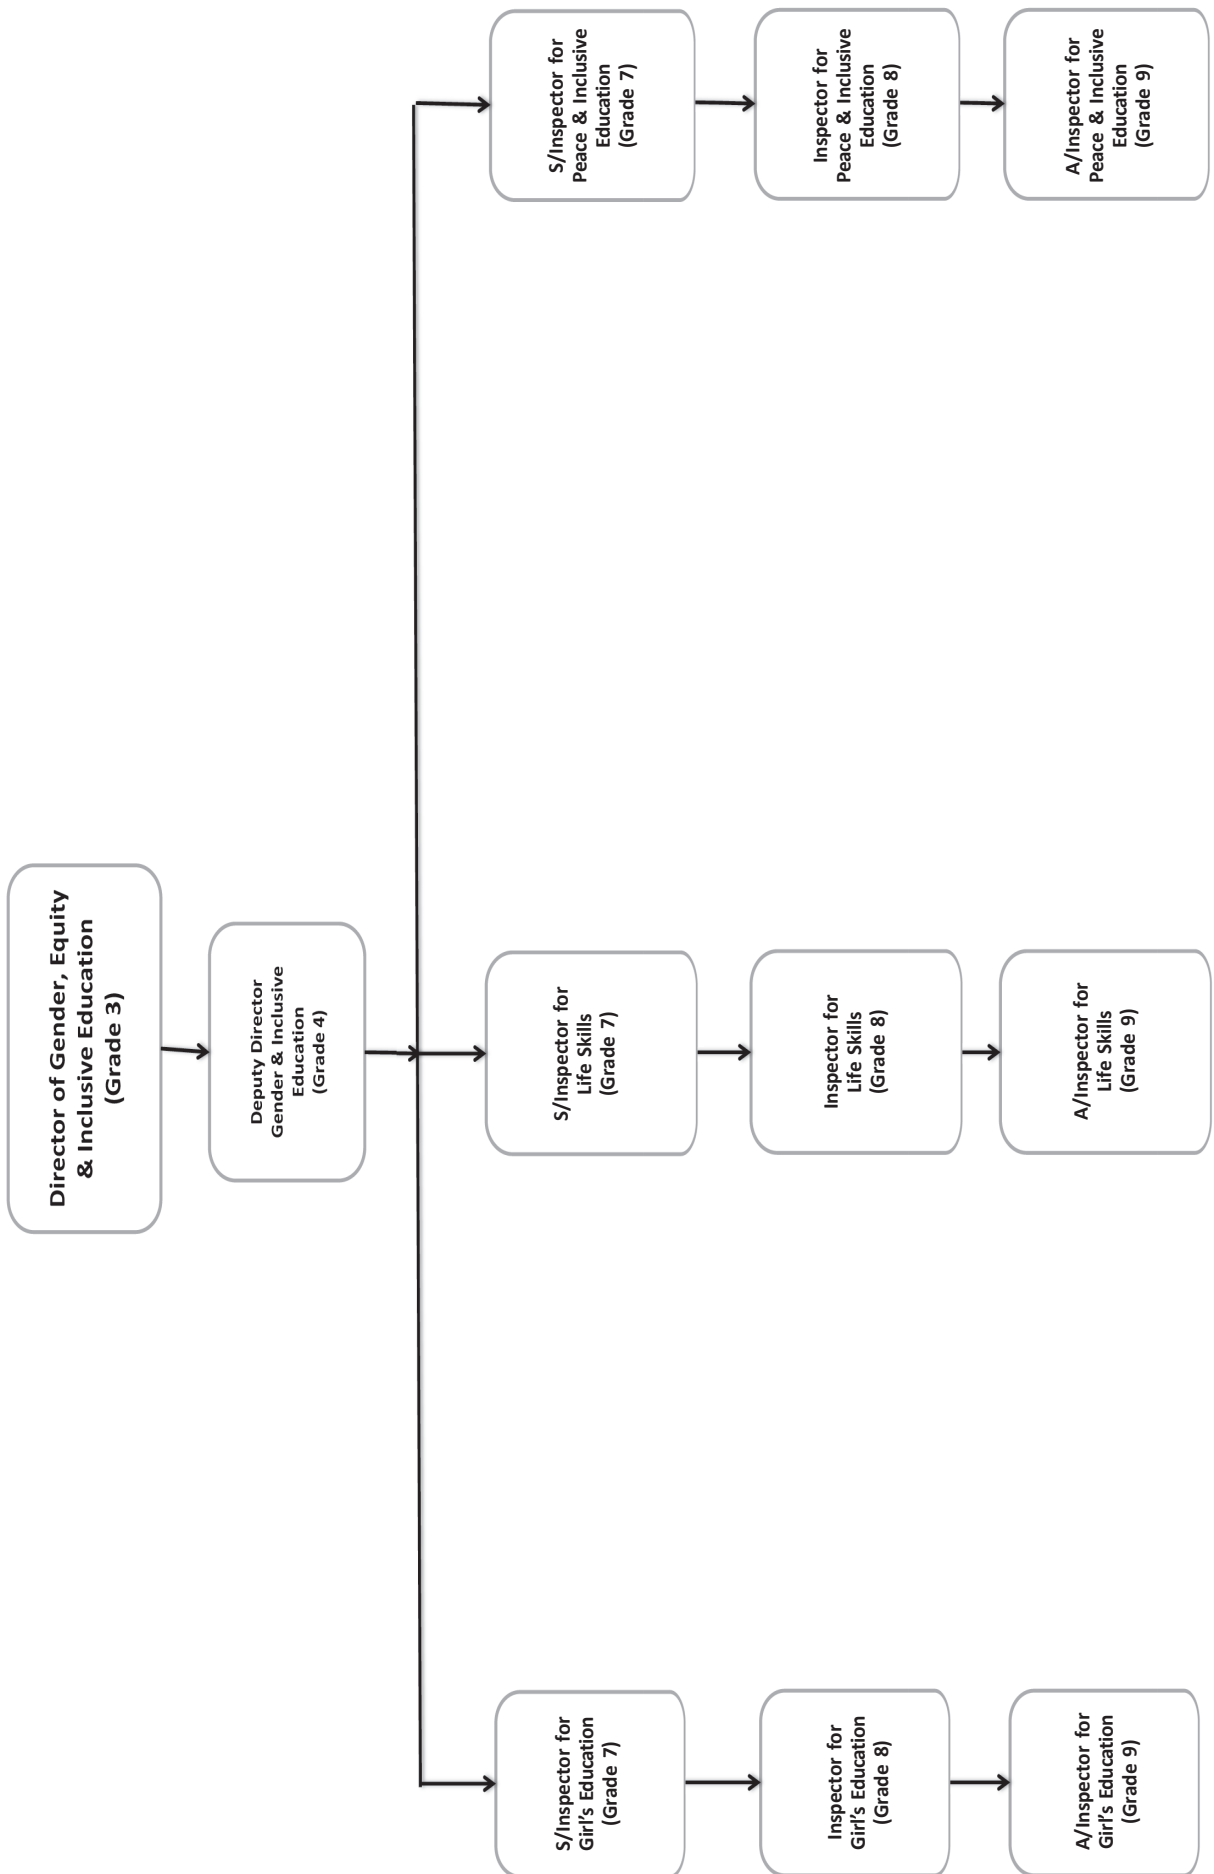 Director of Gender, Equity
& Inclusive Education
(Grade 3)
Deputy Director
Gender & Inclusive
Education
(Grade 4)
S/Inspector for
Girl's Education
(Grade 7)
S/Inspector for
Life Skills
(Grade 7)
S/Inspector for
Peace & Inclusive
Education
(Grade 7)
Inspector for
Girl's Education
(Grade 8)
Inspector for
Life Skills
(Grade 8)
Inspector for
Peace & Inclusive
Education
(Grade 8)
A/Inspector for
Girl's Education
(Grade 9)
A/Inspector for
Life Skills
(Grade 9)
A/Inspector for
Peace & Inclusive
Education
(Grade 9)